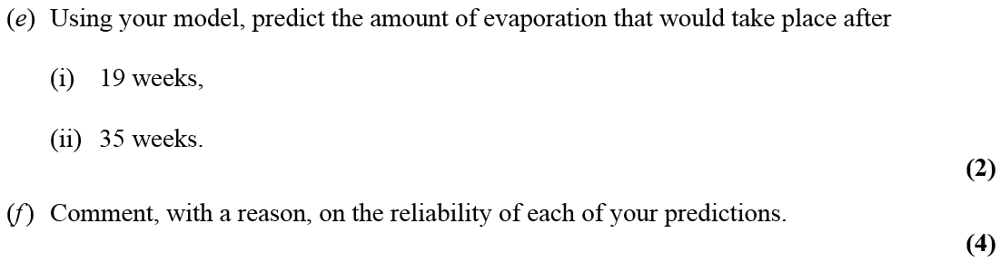 (e) Using your model, predict the amount of evaporation that would take place after
(i) 19 weeks,
(ii) 35 weeks.
(2)
(f) Comment, with a reason, on the reliability of each of your predictions.
(4)